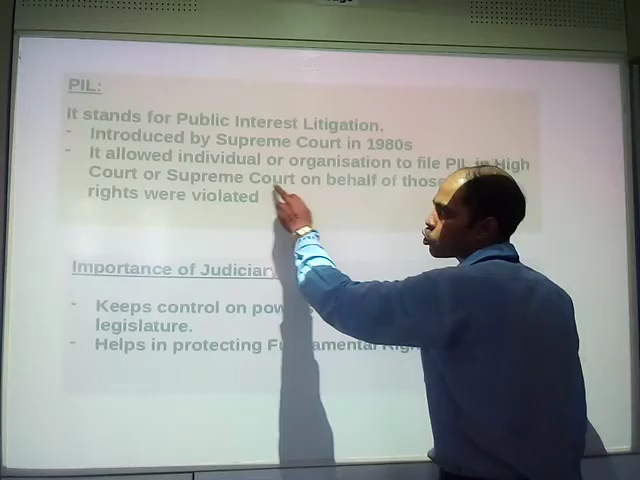 PIL:
It stands for Public Interest Litigation.
- Introduced by Supreme Court in 1980s
- It allowed individual or organisation to file PIL in High
Court or Supreme Court on behalf of those
rights were violated
Importance of Judiciary
- Keeps control on
legislature.
- Helps in protecting Fundamental